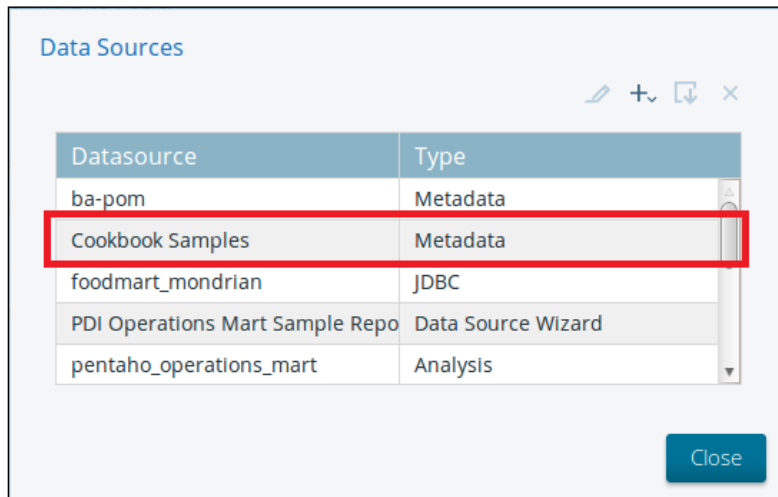 Data Sources
Datasource Type
ba-pom Metadata
Cookbook Samples Metadata
foodmart_mondrian JDBC
PDI Operations Mart Sample Repo Data Source Wizard
pentaho_operations_mart Analysis
Close